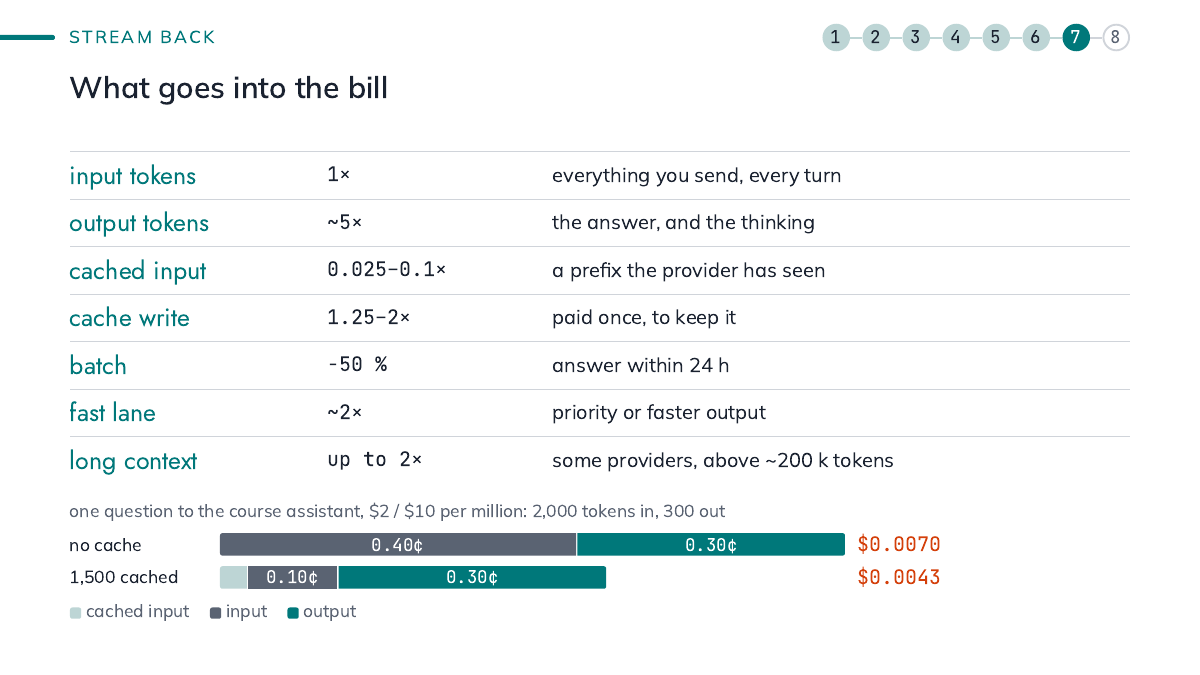 STREAM BACK
1 2 3 4 5 6 7 8
What goes into the bill
input tokens 1× everything you send, every turn
output tokens ~5× the answer, and the thinking
cached input 0.025–0.1× a prefix the provider has seen
cache write 1.25–2× paid once, to keep it
batch -50 % answer within 24 h
fast lane ~2× priority or faster output
long context up to 2× some providers, above ~200 k tokens
one question to the course assistant, $2 / $10 per million: 2,000 tokens in, 300 out
no cache 0.40¢ 0.30¢ $0.0070
1,500 cached 0.10¢ 0.30¢ $0.0043
cached input input output